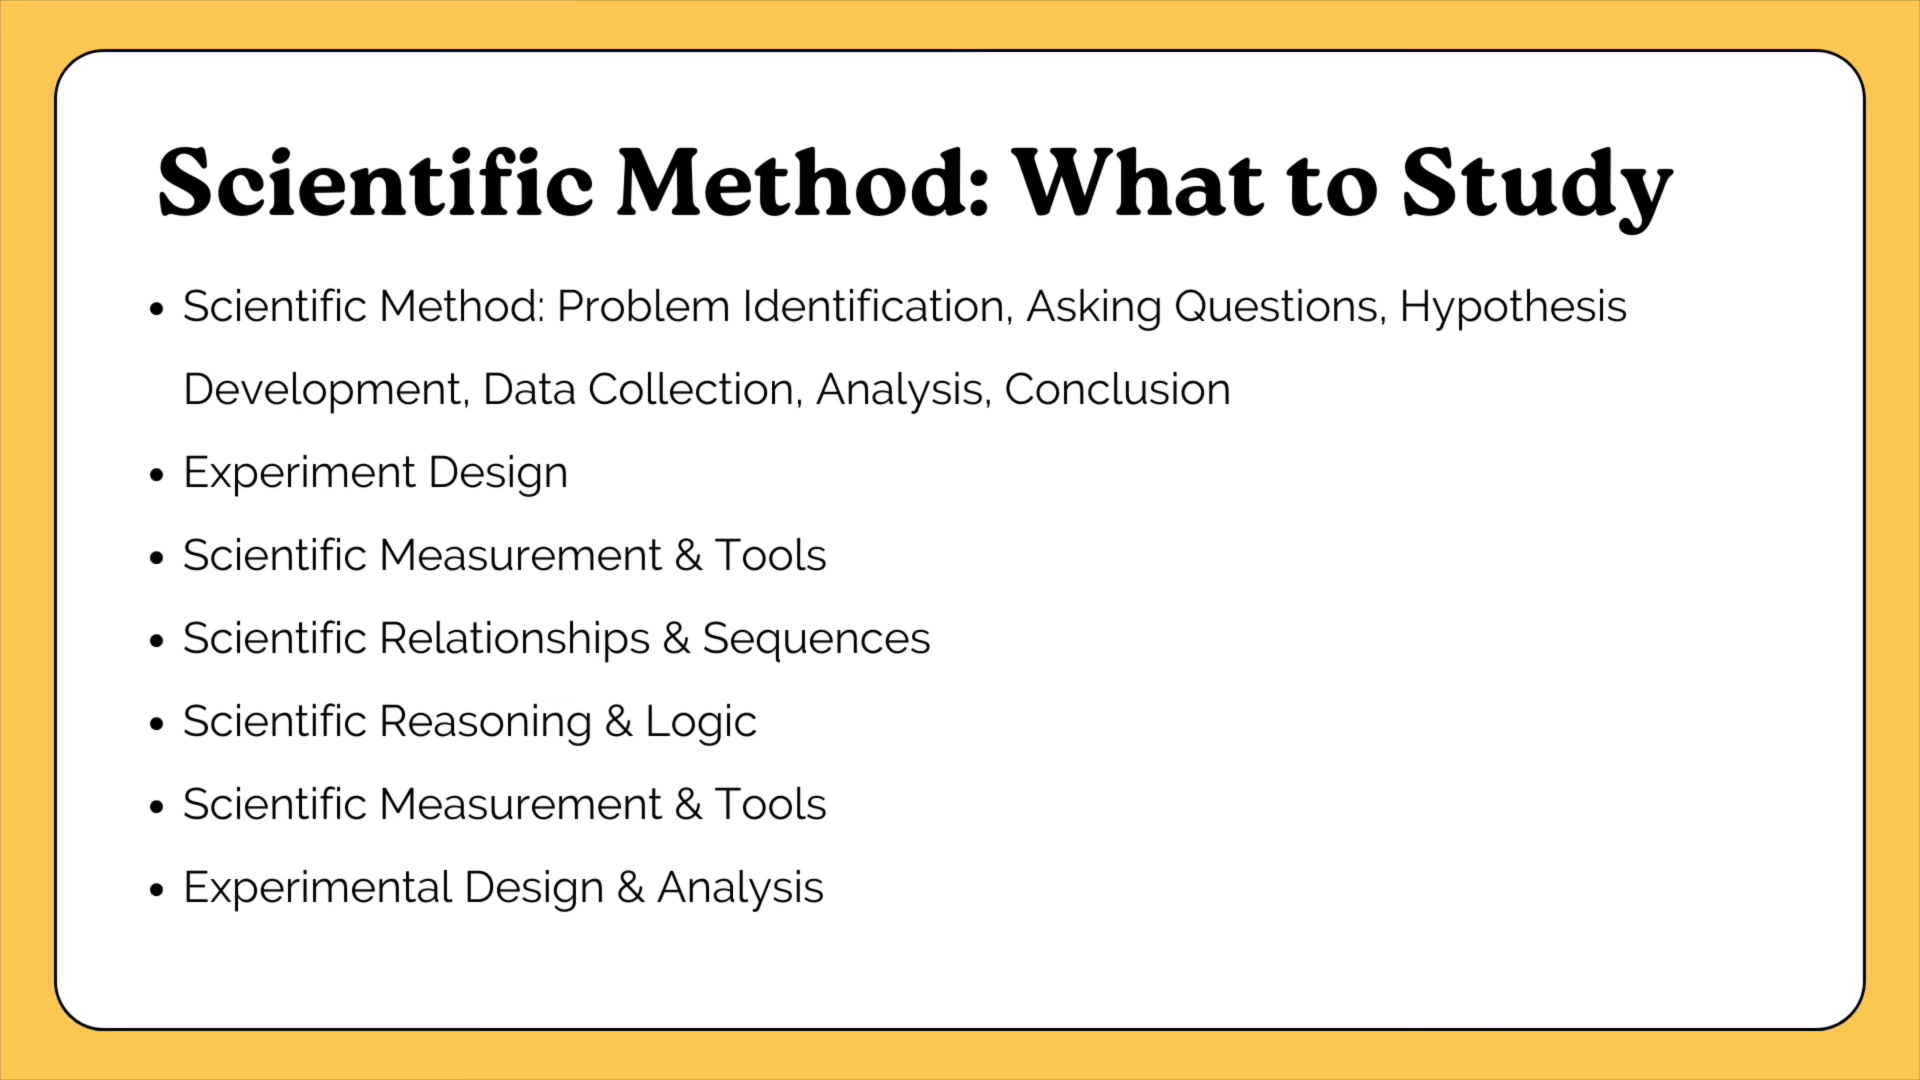 Scientific Method: What to Study
• Scientific Method: Problem Identification, Asking Questions, Hypothesis
Development, Data Collection, Analysis, Conclusion
• Experiment Design
• Scientific Measurement & Tools
• Scientific Relationships & Sequences
• Scientific Reasoning & Logic
• Scientific Measurement & Tools
• Experimental Design & Analysis